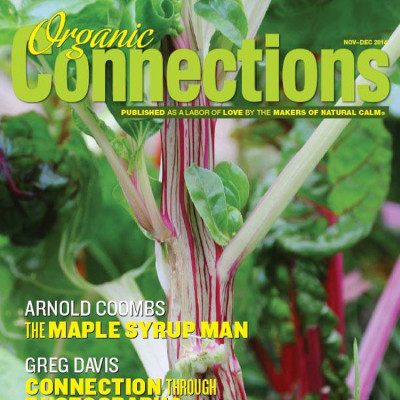 Organic
Connections
NOV–DEC 2014
PUBLISHED AS A LABOR OF LOVE BY THE MAKERS OF NATURAL CALM®
ARNOLD COOMBS
THE MAPLE SYRUP MAN
GREG DAVIS
CONNECTION THROUGH